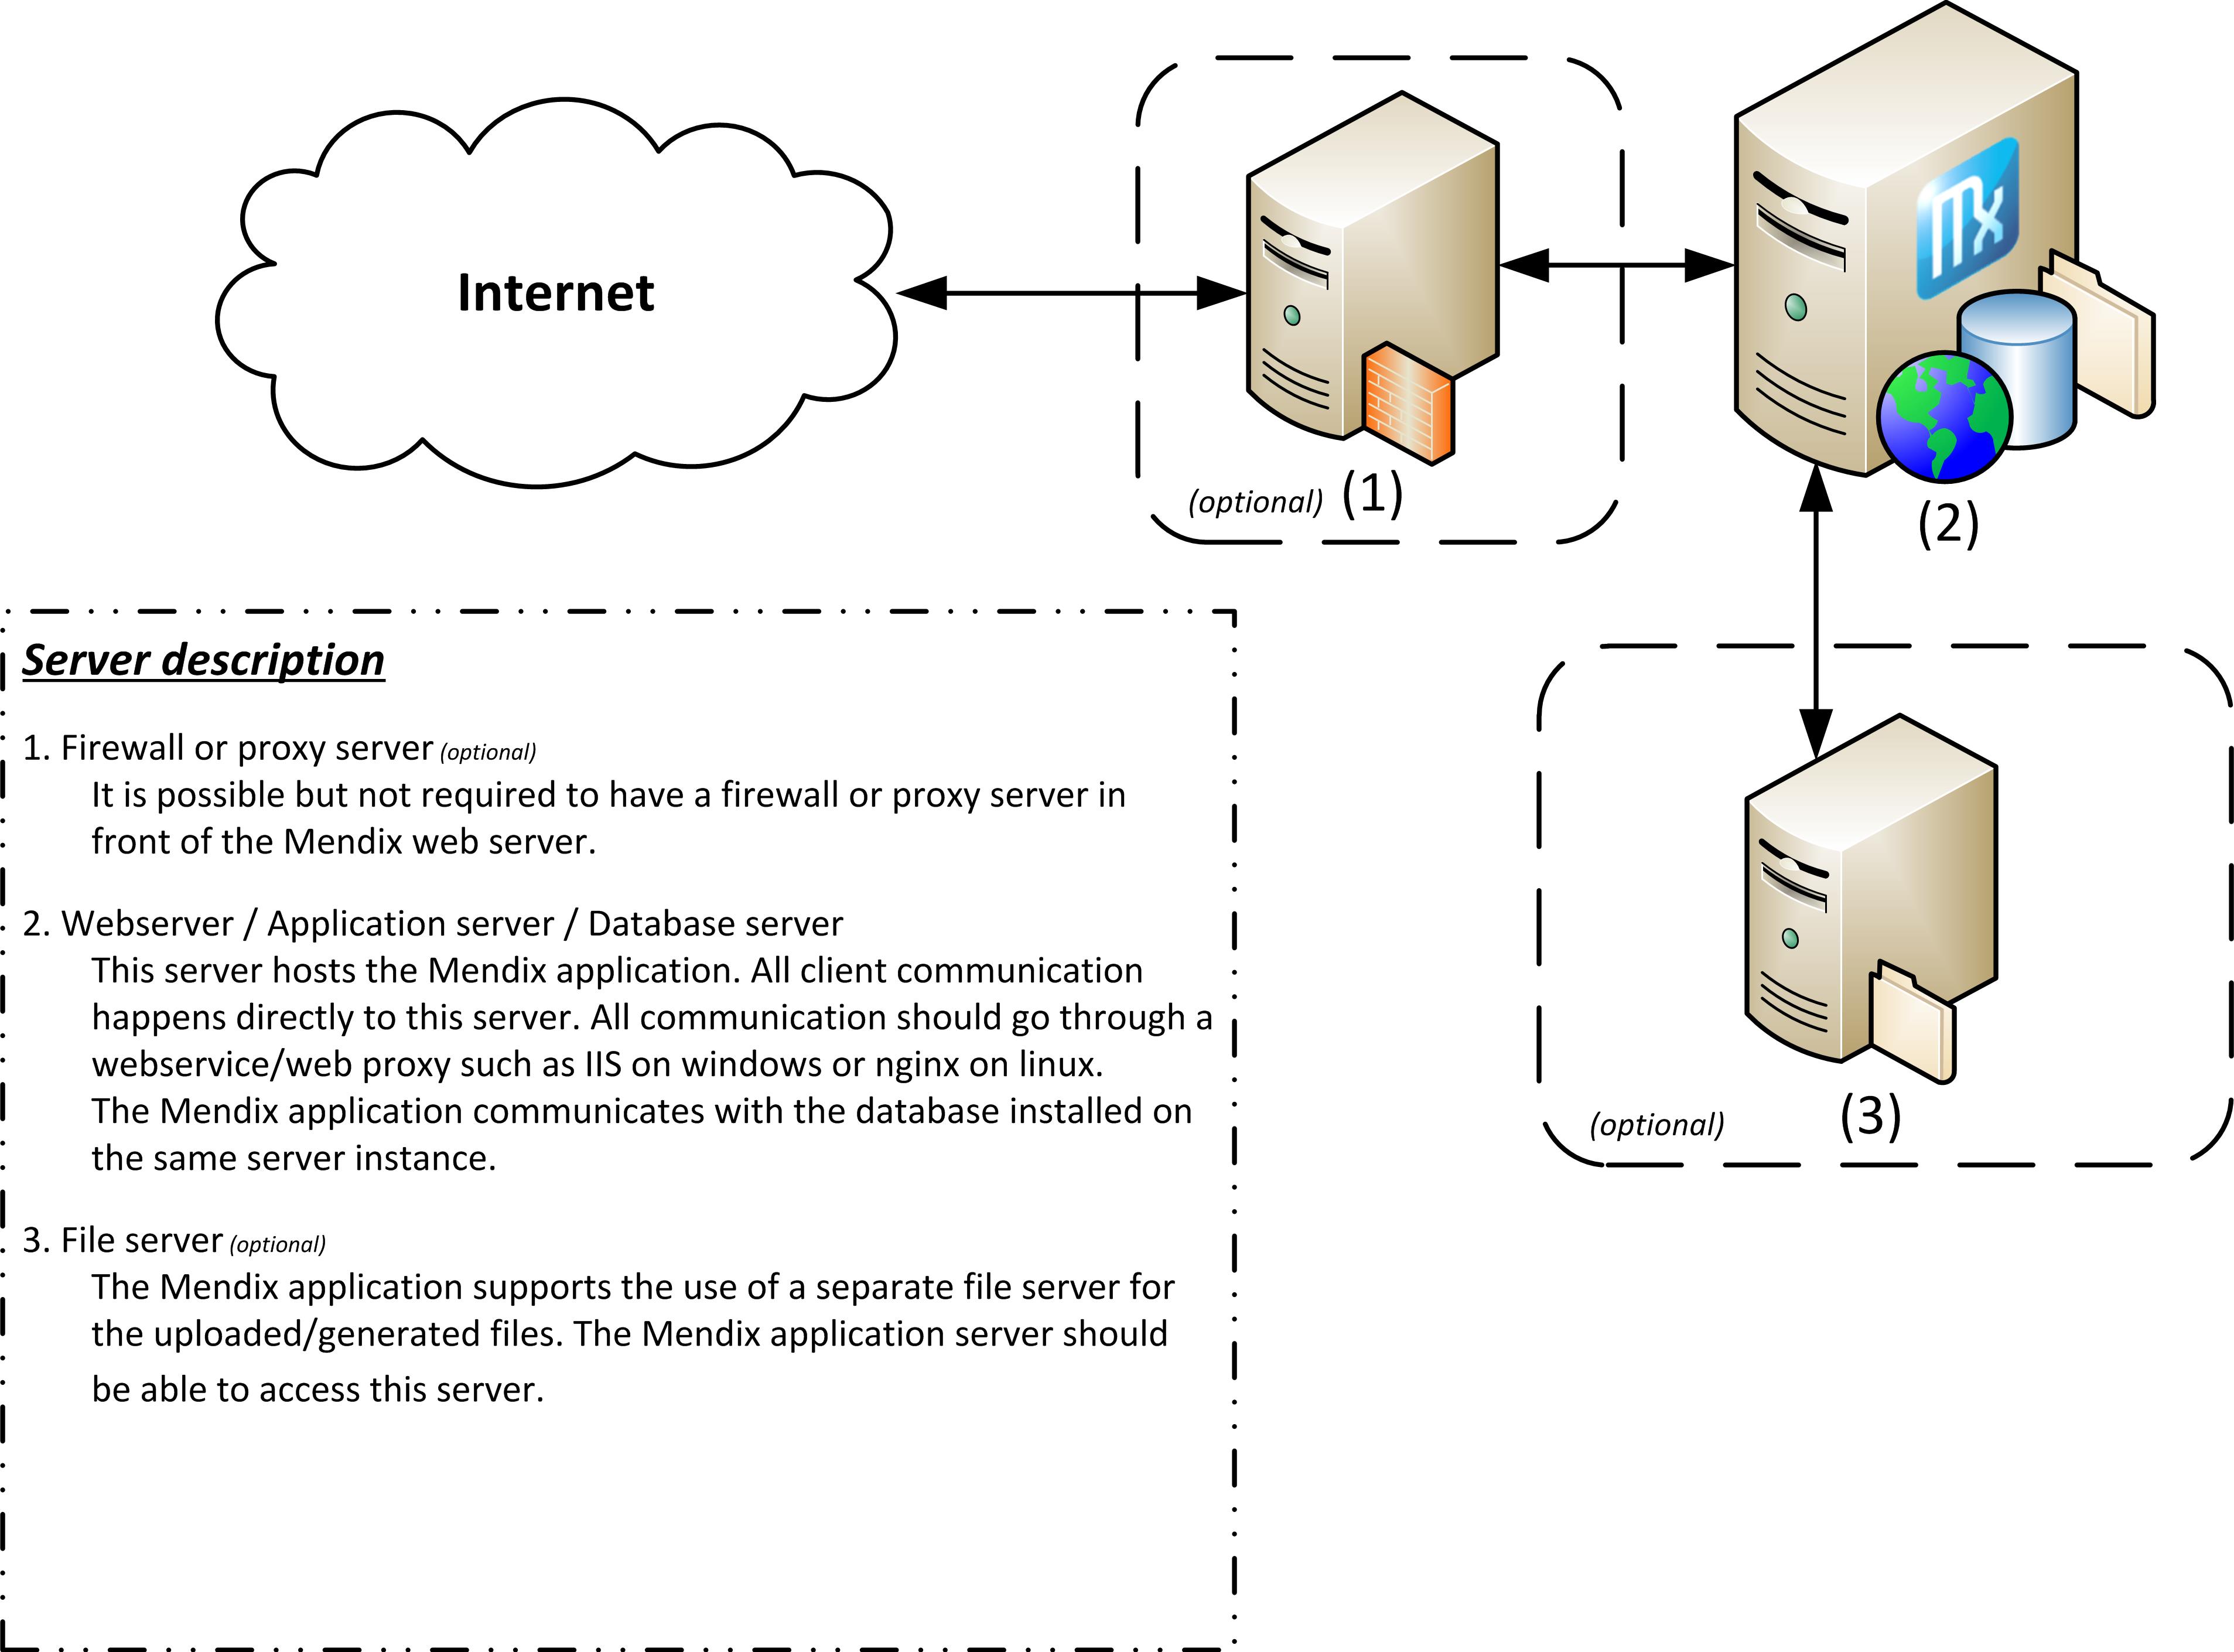 Internet
Mx
(optional) (1)
(2)
Server description
1. Firewall or proxy server (optional)
It is possible but not required to have a firewall or proxy server in
front of the Mendix web server.
2. Webserver / Application server / Database server
This server hosts the Mendix application. All client communication
happens directly to this server. All communication should go through a
webservice/web proxy such as IIS on windows or nginx on linux.
The Mendix application communicates with the database installed on
the same server instance.
3. File server (optional)
The Mendix application supports the use of a separate file server for
the uploaded/generated files. The Mendix application server should
be able to access this server.
(optional) (3)